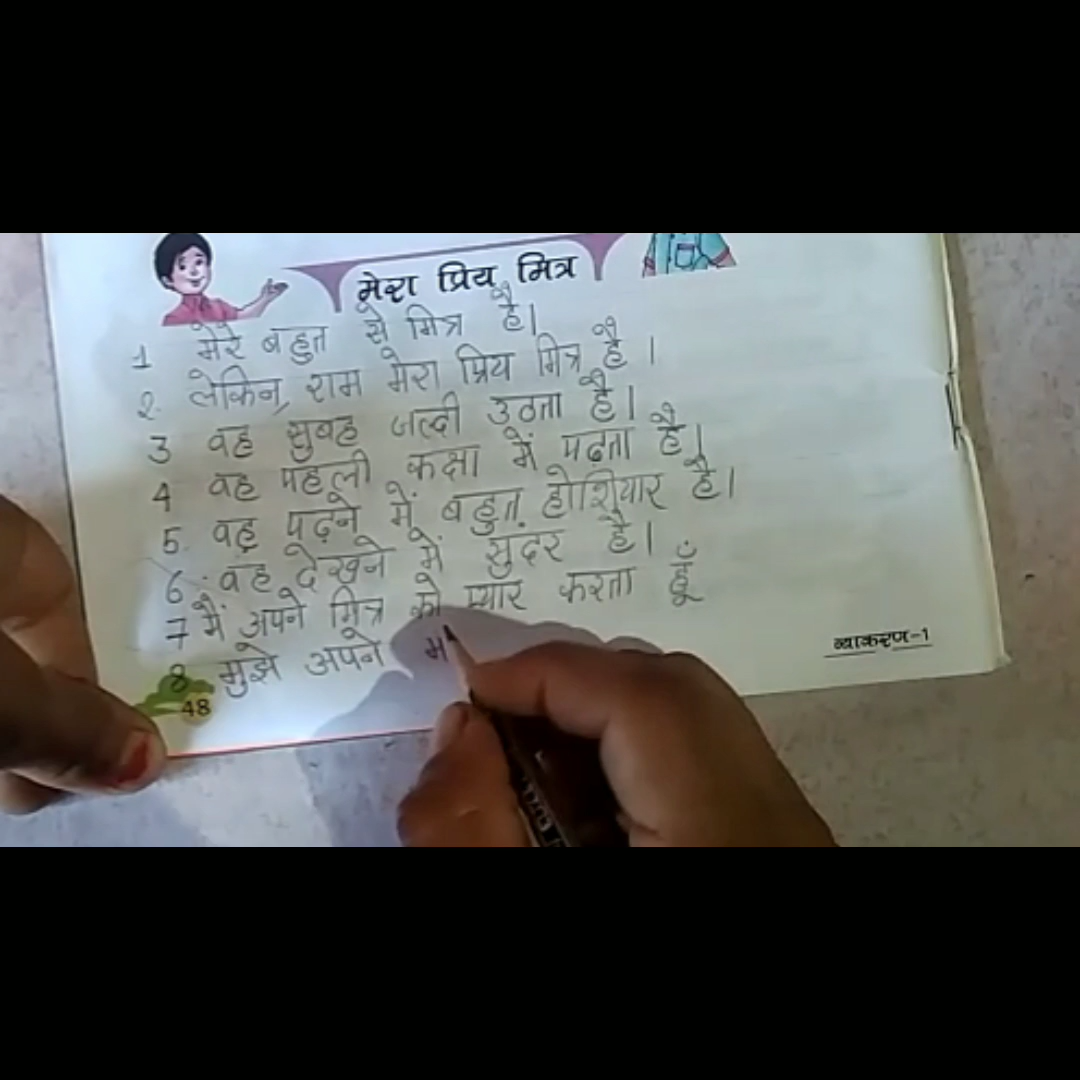 मेरा प्रिय मित्र
1 मेरे बहुत से मित्र है।
2. लेकिन, राम मेरा प्रिय मित्र है ।
3 वह सुबह जल्दी उठता है।
4 वह पहली कक्षा में पढ़ता है।
5. वह पढ़ने में बहुत होशियार है।
6. वह देखने में सुंदर है।
7 मैं अपने मित्र को प्यार करता हूँ
8 मुझे अपने म
48
व्याकरण-1